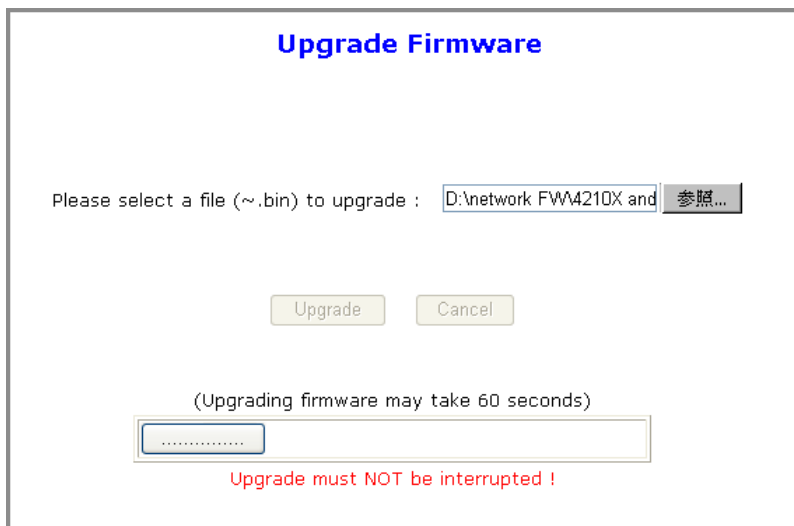 Upgrade Firmware
Please select a file (~.bin) to upgrade : D:\network FW\4210X and 参照...
Upgrade Cancel
(Upgrading firmware may take 60 seconds)
...............
Upgrade must NOT be interrupted !